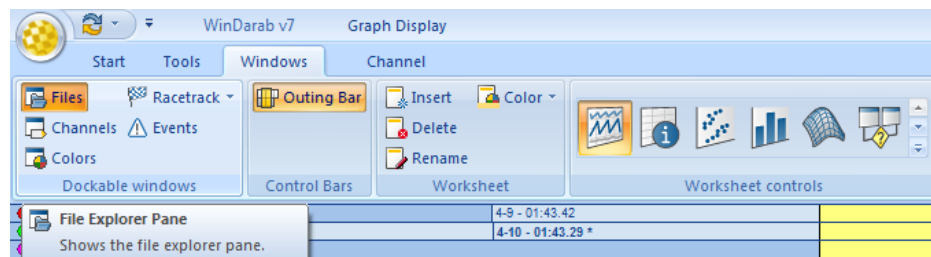 WinDarab v7 Graph Display
Start Tools Windows Channel
Files Racetrack Outing Bar Insert Color
Channels Events Delete
Colors Rename
Dockable windows Control Bars Worksheet Worksheet controls
File Explorer Pane 4-9 - 01:43.42
4-10 - 01:43.29 *
Shows the file explorer pane.